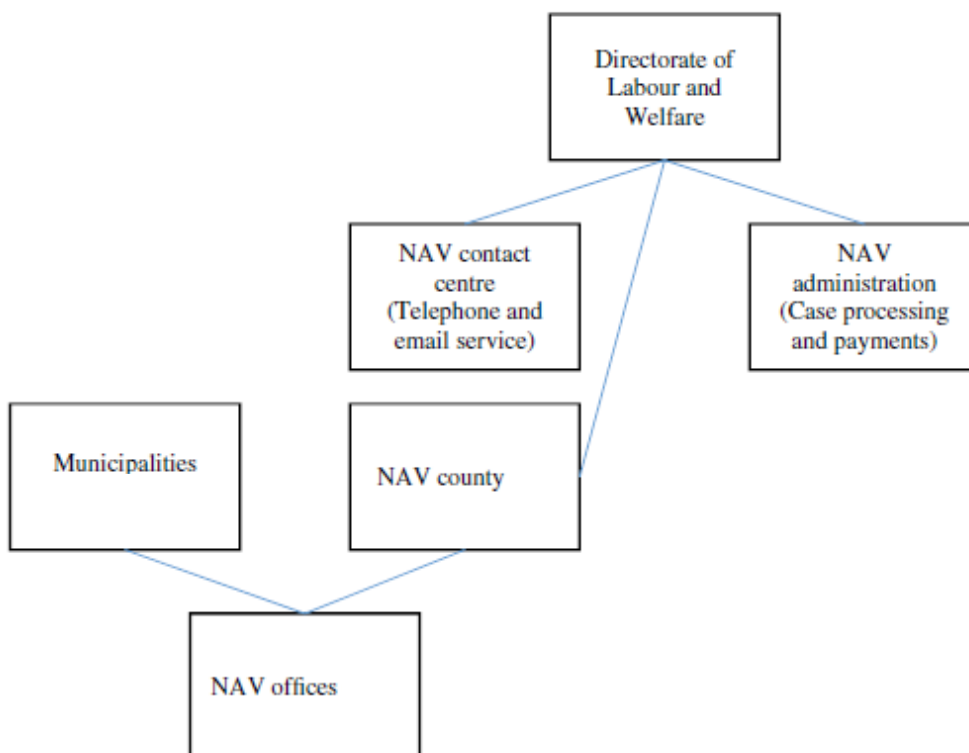 Directorate of
Labour and
Welfare
NAV contact
centre
(Telephone and
email service)
NAV
administration
(Case processing
and payments)
Municipalities
NAV county
NAV offices